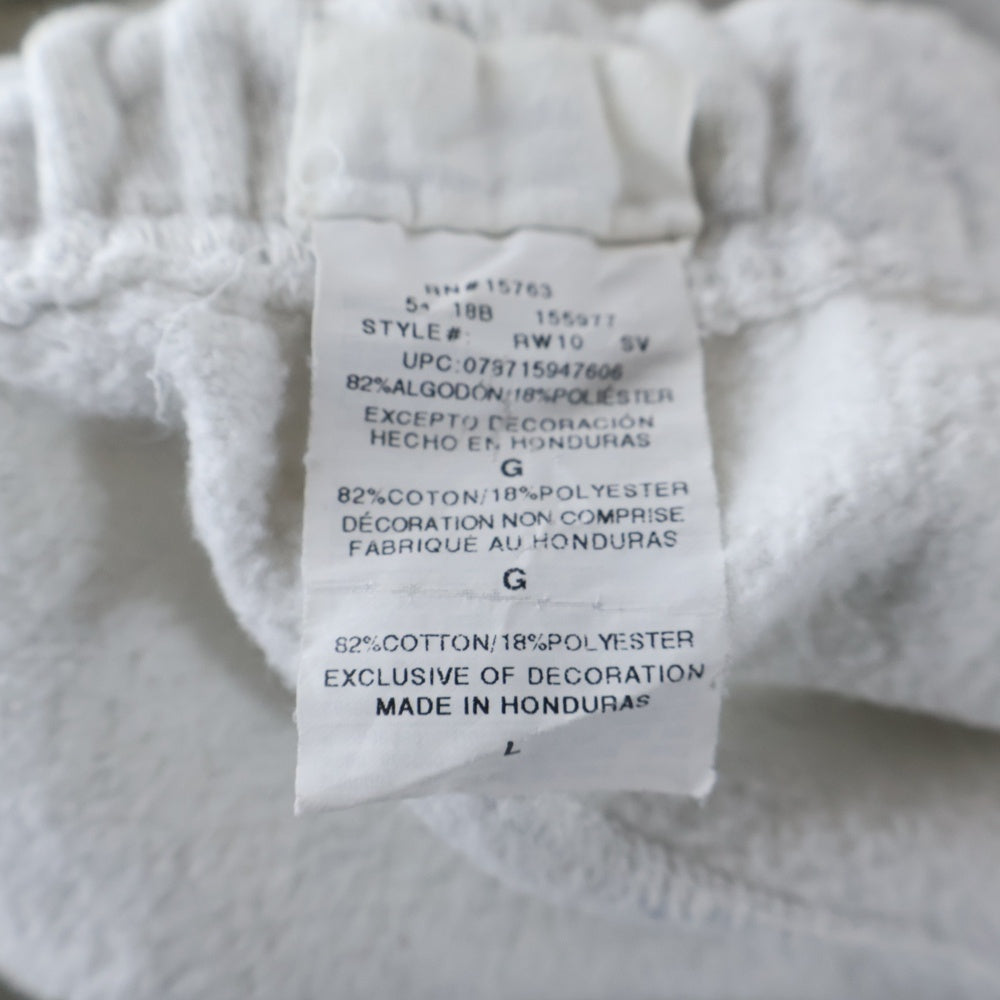 RN#15763
5+ 18B 155977
STYLE#: RW10 SV
UPC:078715947606
82%ALGODÓN/18%POLIÉSTER
EXCEPTO DECORACIÓN
HECHO EN HONDURAS
G
82%COTON/18%POLYESTER
DÉCORATION NON COMPRISE
FABRIQUÉ AU HONDURAS
G
82%COTTON/18%POLYESTER
EXCLUSIVE OF DECORATION
MADE IN HONDURAS
L